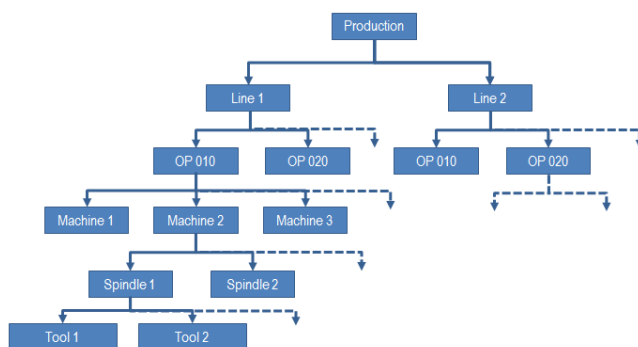 Production
Line 1
Line 2
OP 010
OP 020
OP 010
OP 020
Machine 1
Machine 2
Machine 3
Spindle 1
Spindle 2
Tool 1
Tool 2